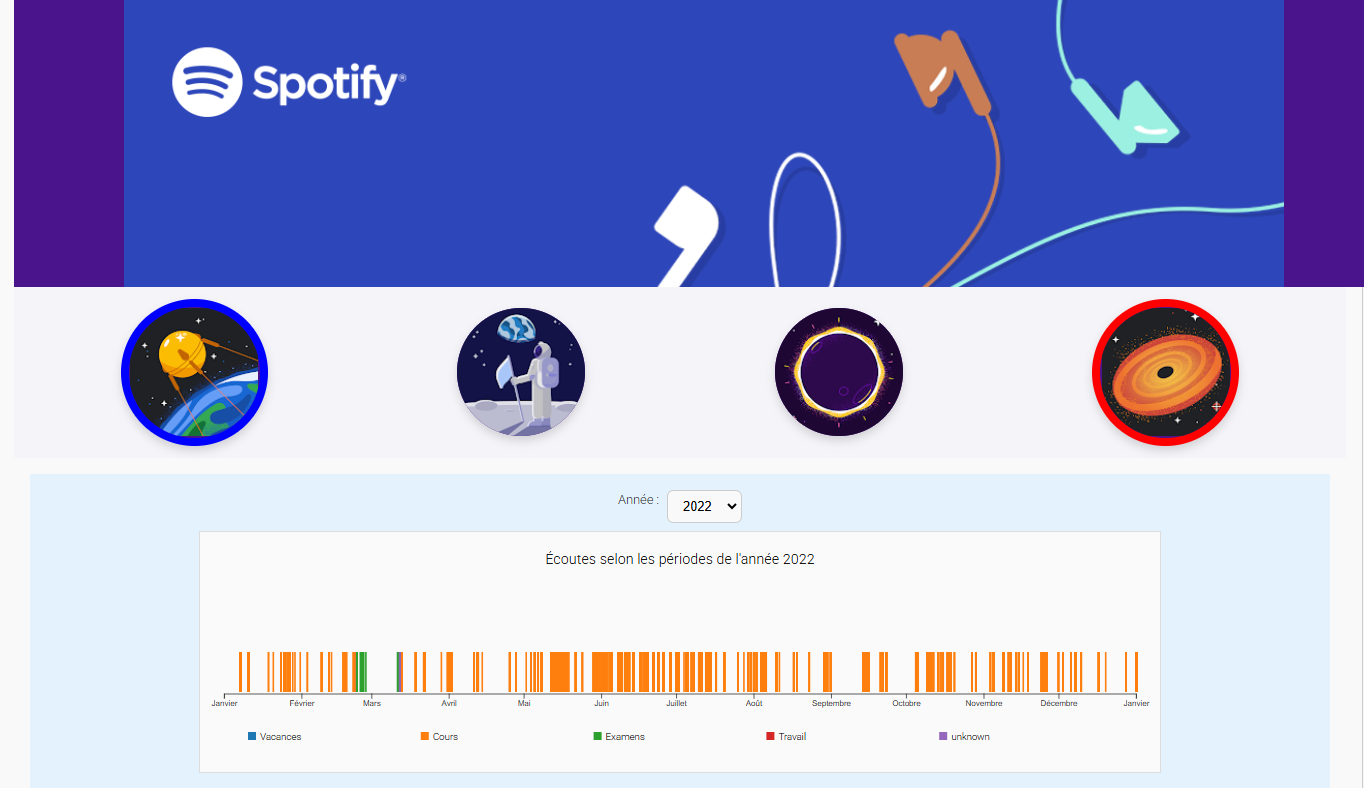 Spotify®
Année :
2022
Écoutes selon les périodes de l'année 2022
Janvier Février Mars Avril Mai Juin Juillet Août Septembre Octobre Novembre Décembre Janvier
Vacances Cours Examens Travail unknown